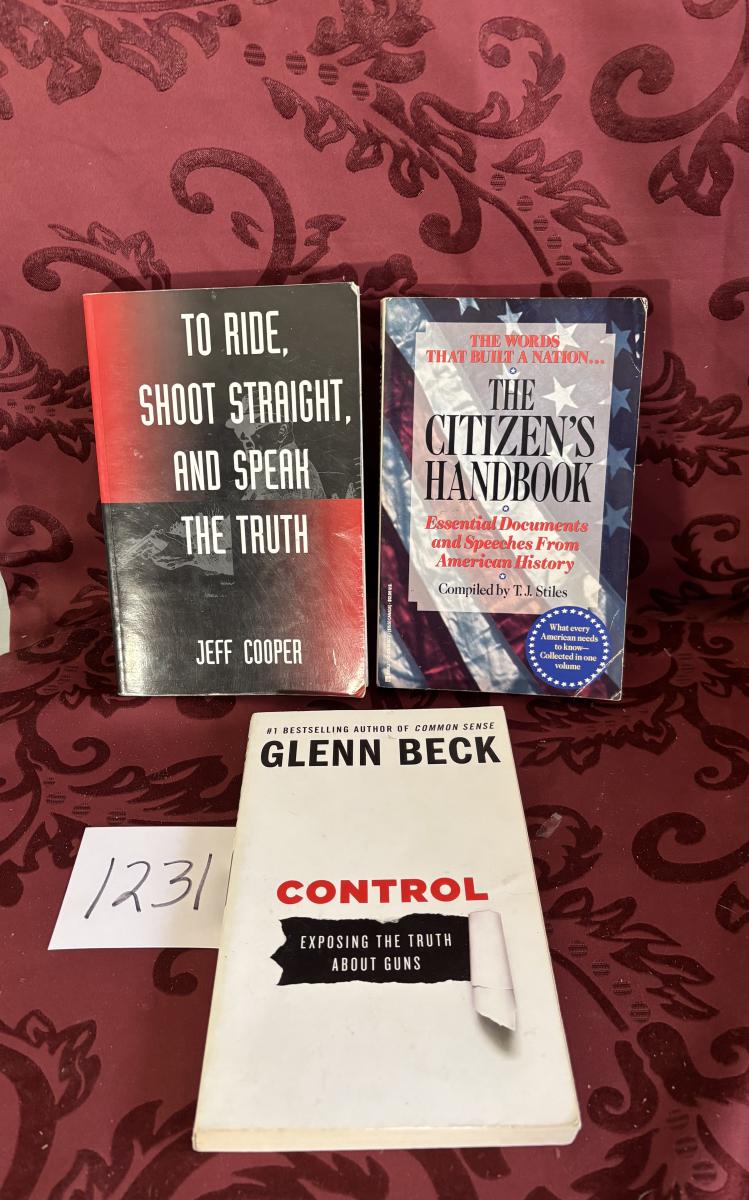 TO RIDE,
SHOOT STRAIGHT,
AND SPEAK
THE TRUTH
JEFF COOPER
THE WORDS
THAT BUILT A NATION...
THE
CITIZEN'S
HANDBOOK
Essential Documents
and Speeches From
American History
Compiled by T.J. Stiles
What every
American needs
to know—
Collected in one
volume
#1 BESTSELLING AUTHOR OF COMMON SENSE
GLENN BECK
CONTROL
EXPOSING THE TRUTH
ABOUT GUNS
1231